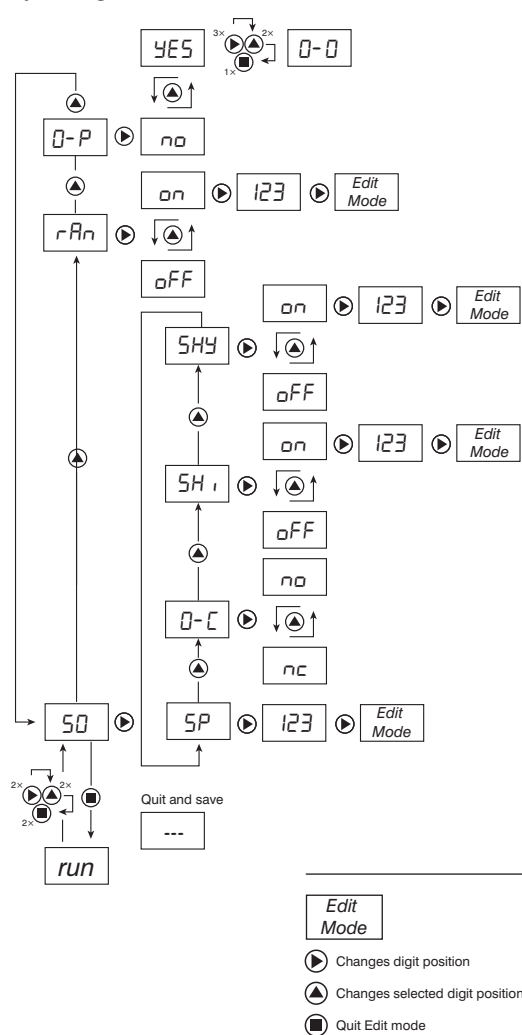 YES 3× 2× 1× 0-0
0-P no
on 123 Edit Mode
rAn
oFF
on 123 Edit Mode
SHY
oFF
on 123 Edit Mode
SHı
oFF
no
0-C
nc
SO SP 123 Edit Mode
2× 2× 2×
Quit and save
---
run
Edit Mode
Changes digit position
Changes selected digit position
Quit Edit mode